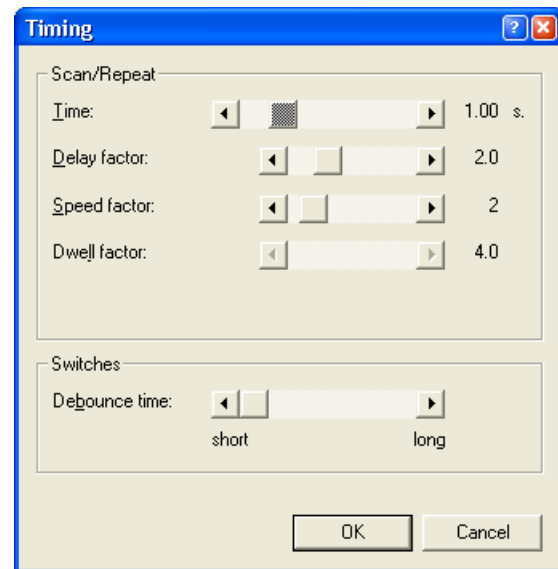 Timing
Scan/Repeat
Time: 1.00 s.
Delay factor: 2.0
Speed factor: 2
Dwell factor: 4.0
Switches
Debounce time:
short long
OK Cancel